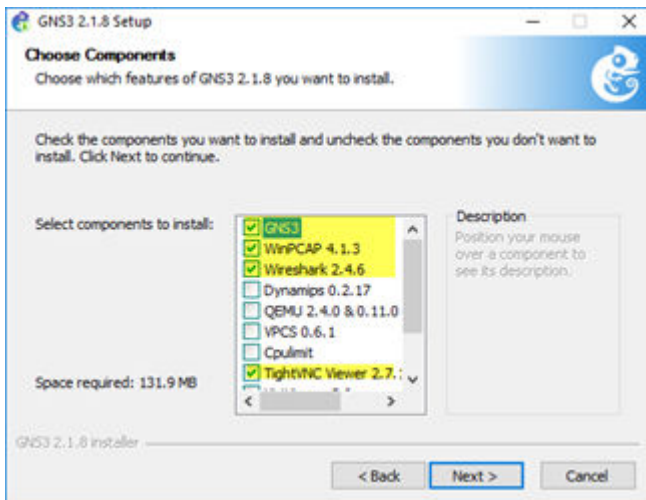 GNS3 2.1.8 Setup
Choose Components
Choose which features of GNS3 2.1.8 you want to install.
Check the components you want to install and uncheck the components you don't want to
install. Click Next to continue.
Select components to install:
GNS3
WinPCAP 4.1.3
Wireshark 2.4.6
Dynamips 0.2.17
QEMU 2.4.0 & 0.11.0
VPCS 0.6.1
Cpulimit
TightVNC Viewer 2.7.
Description
Position your mouse
over a component to
see its description.
Space required: 131.9 MB
GNS3 2.1.8 installer
< Back
Next >
Cancel